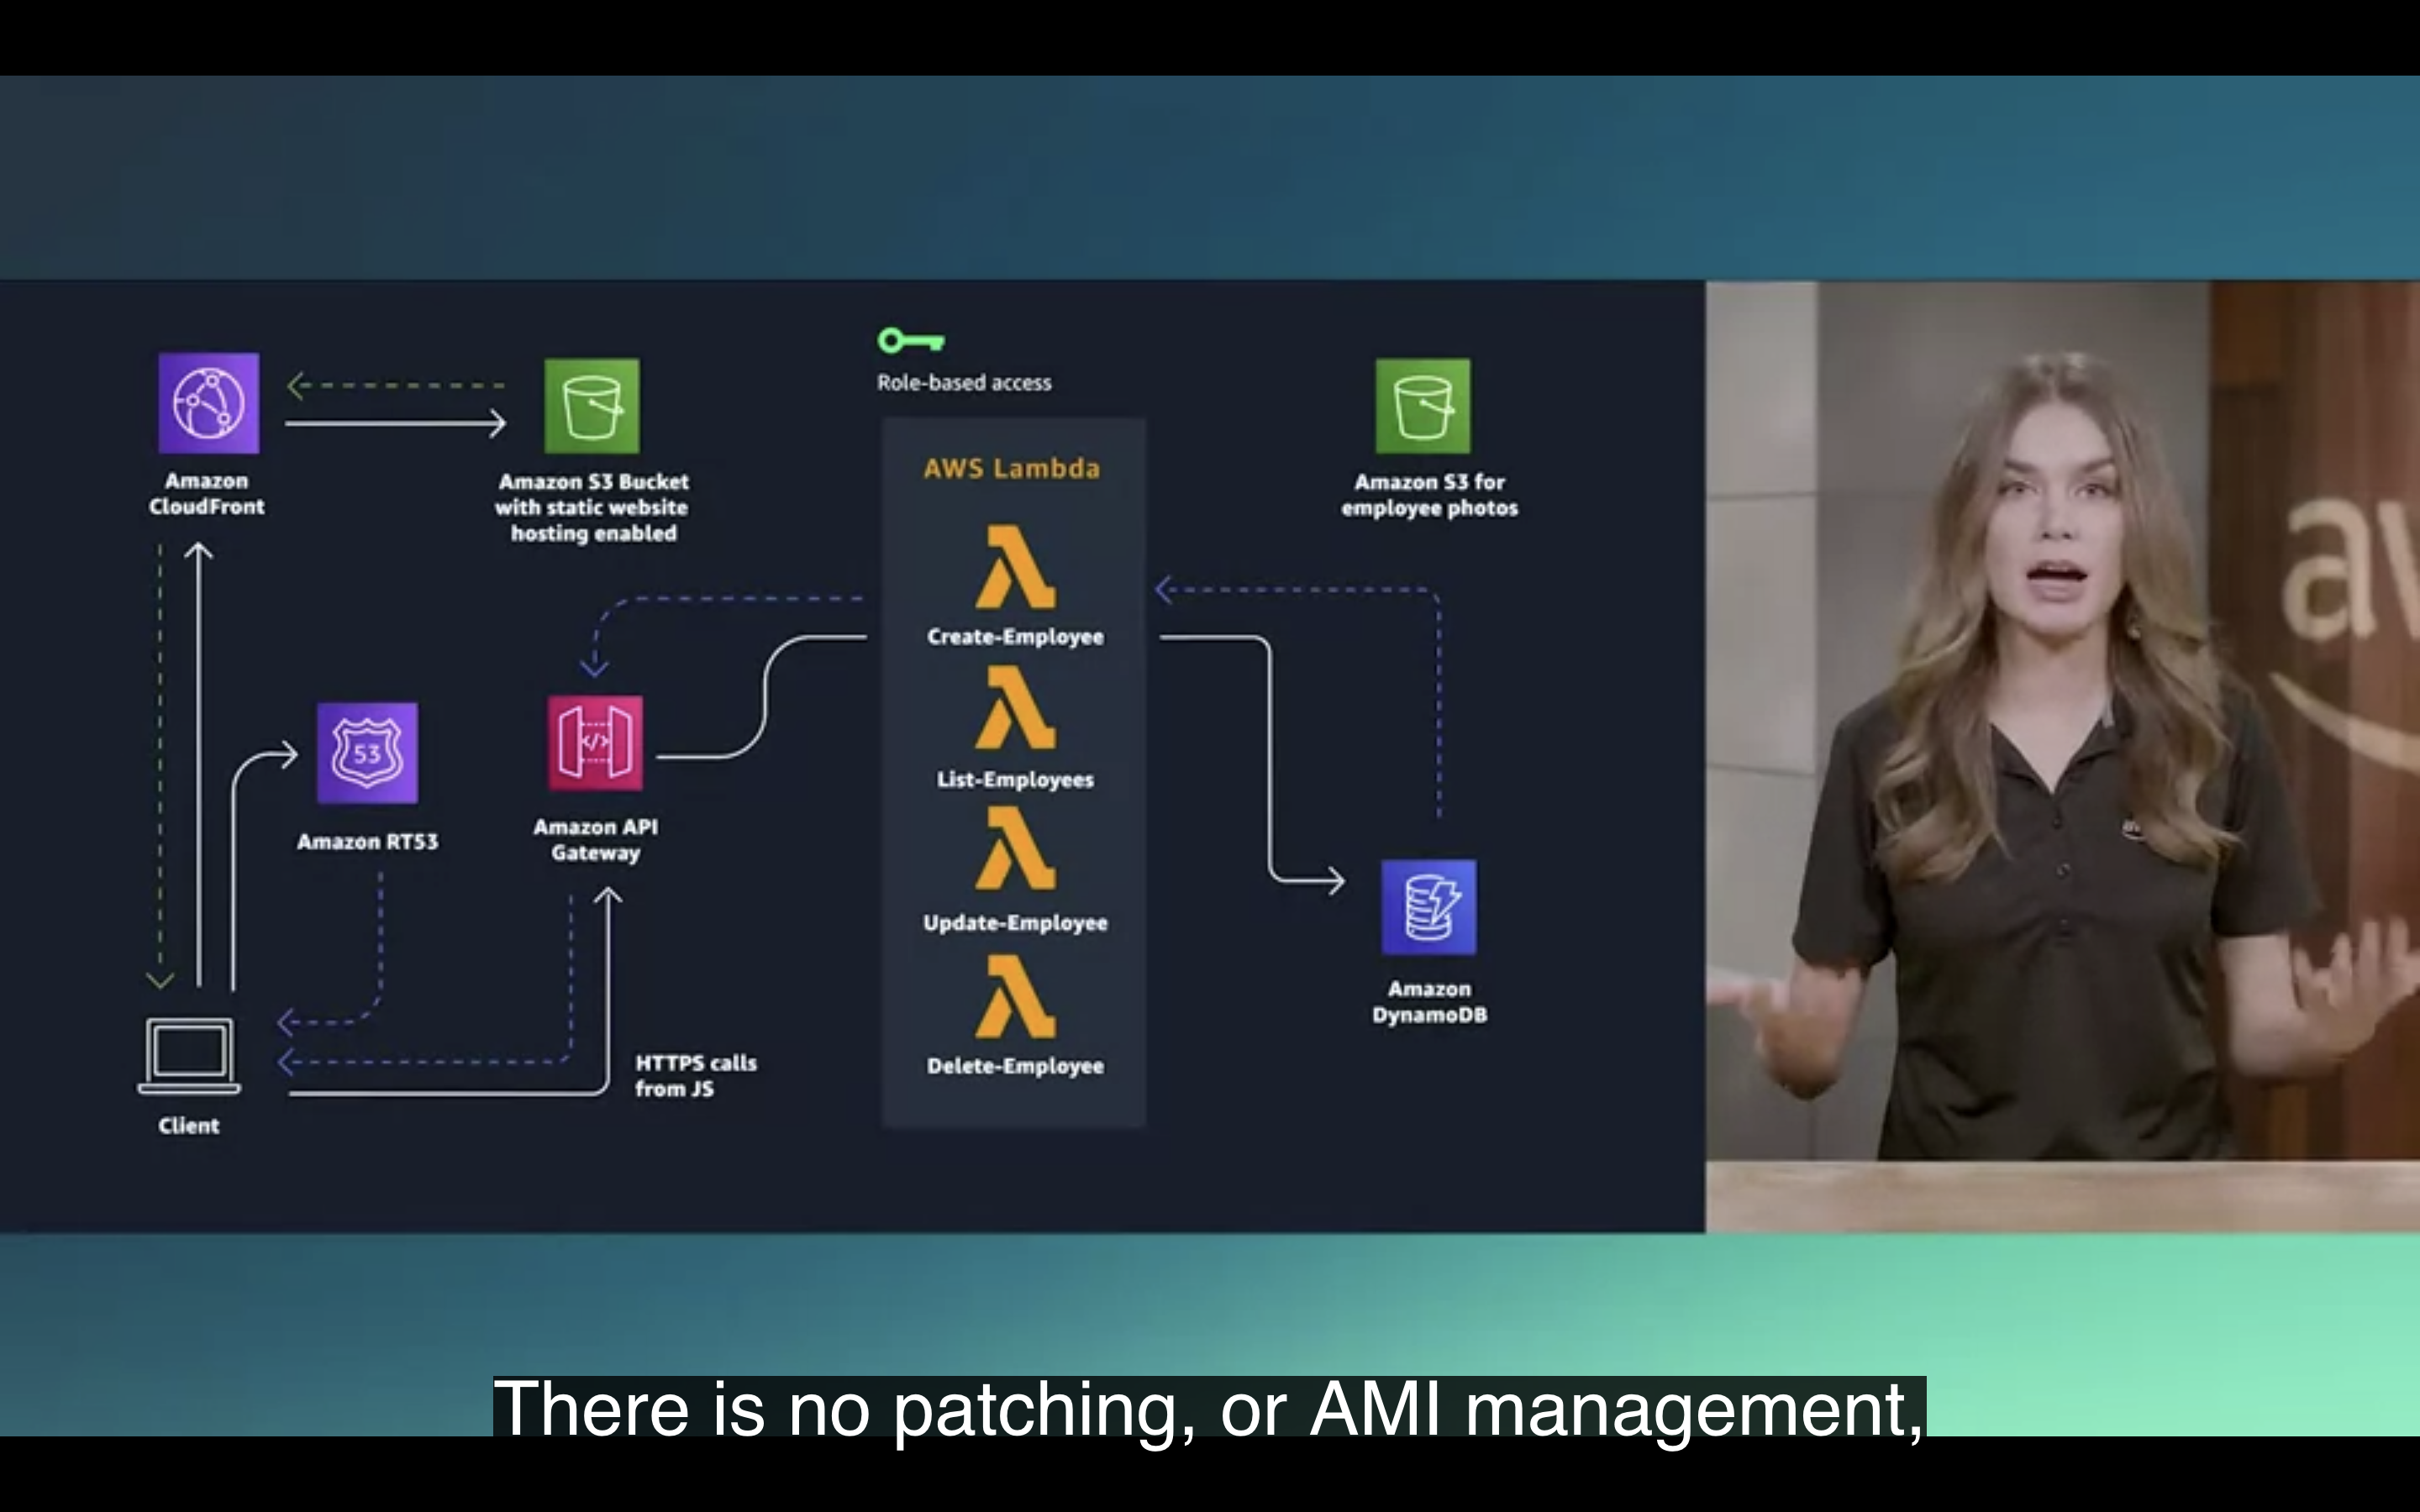 Role-based access
Amazon
CloudFront
Amazon S3 Bucket
with static website
hosting enabled
AWS Lambda
Amazon S3 for
employee photos
Create-Employee
List-Employees
Update-Employee
Delete-Employee
53
Amazon RT53
</>
Amazon API
Gateway
Amazon
DynamoDB
HTTPS calls
from JS
Client
aw
There is no patching, or AMI management,